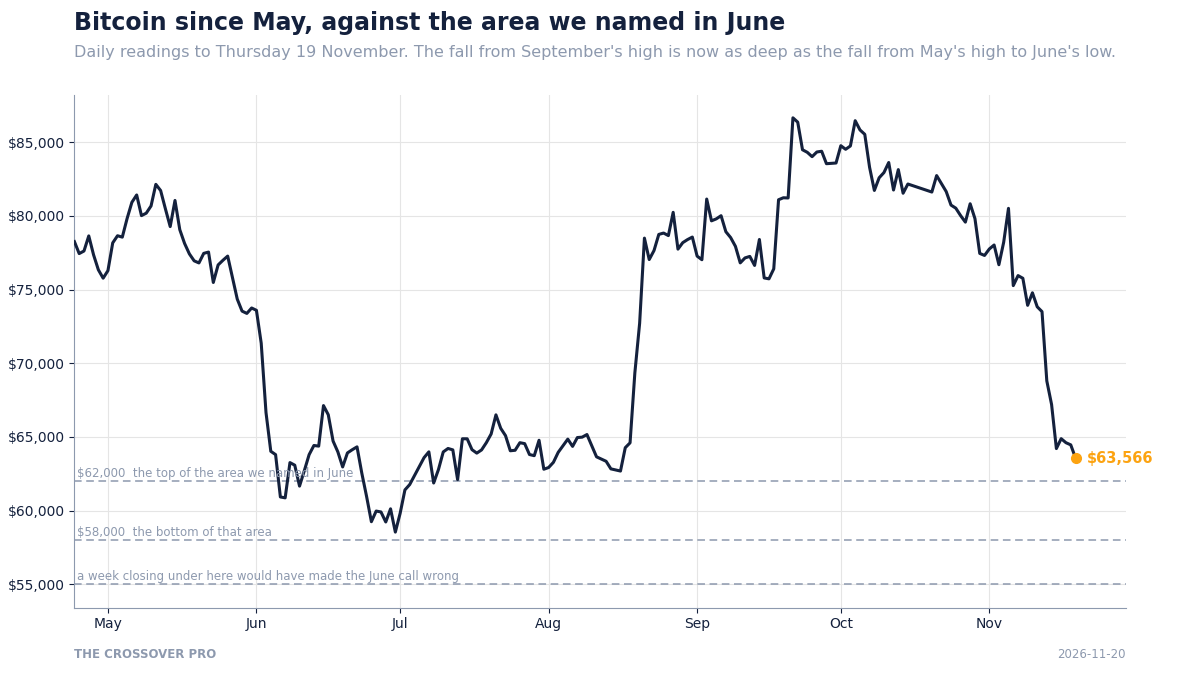 Bitcoin since May, against the area we named in June
Daily readings to Thursday 19 November. The fall from September's high is now as deep as the fall from May's high to June's low.
$85,000
$80,000
$75,000
$70,000
$65,000
$60,000
$55,000
$62,000 the top of the area we named in June
$58,000 the bottom of that area
a week closing under here would have made the June call wrong
$63,566
May
Jun
Jul
Aug
Sep
Oct
Nov
THE CROSSOVER PRO
2026-11-20